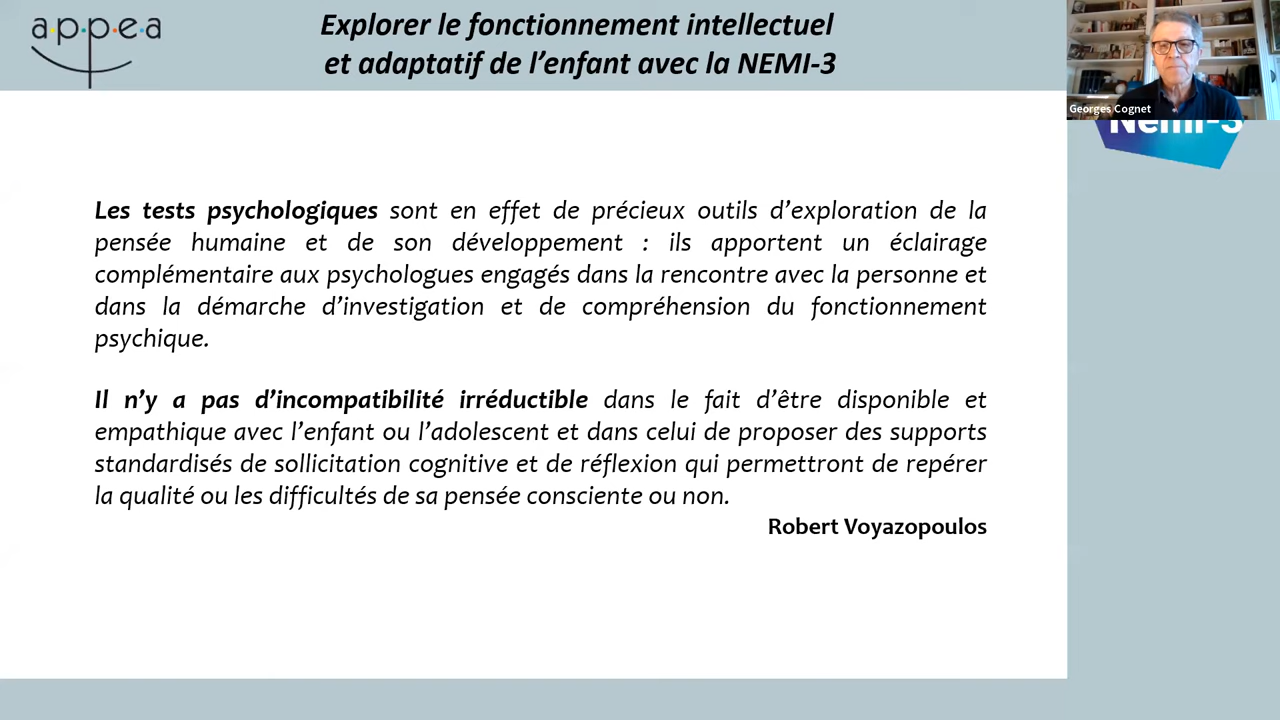 appea
Explorer le fonctionnement intellectuel
et adaptatif de l’enfant avec la NEMI-3
Georges Cognet
Nemi-3
Les tests psychologiques sont en effet de précieux outils d’exploration de la
pensée humaine et de son développement : ils apportent un éclairage
complémentaire aux psychologues engagés dans la rencontre avec la personne et
dans la démarche d’investigation et de compréhension du fonctionnement
psychique.
Il n’y a pas d’incompatibilité irréductible dans le fait d’être disponible et
empathique avec l’enfant ou l’adolescent et dans celui de proposer des supports
standardisés de sollicitation cognitive et de réflexion qui permettront de repérer
la qualité ou les difficultés de sa pensée consciente ou non.
Robert Voyazopoulos